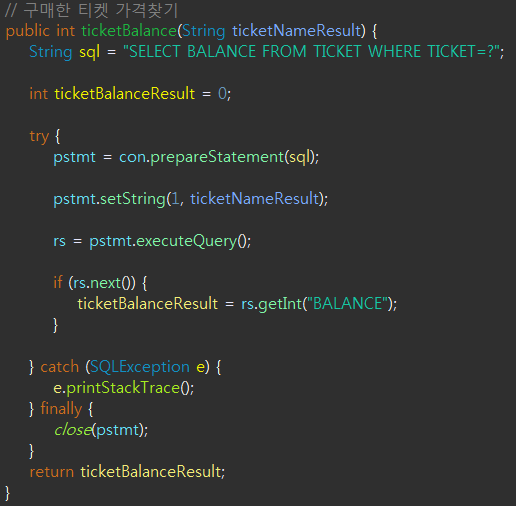 // 구매한 티켓 가격찾기
public int ticketBalance(String ticketNameResult) {
String sql = "SELECT BALANCE FROM TICKET WHERE TICKET=?";
int ticketBalanceResult = 0;
try {
pstmt = con.prepareStatement(sql);
pstmt.setString(1, ticketNameResult);
rs = pstmt.executeQuery();
if (rs.next()) {
ticketBalanceResult = rs.getInt("BALANCE");
}
} catch (SQLException e) {
e.printStackTrace();
} finally {
close(pstmt);
}
return ticketBalanceResult;
}